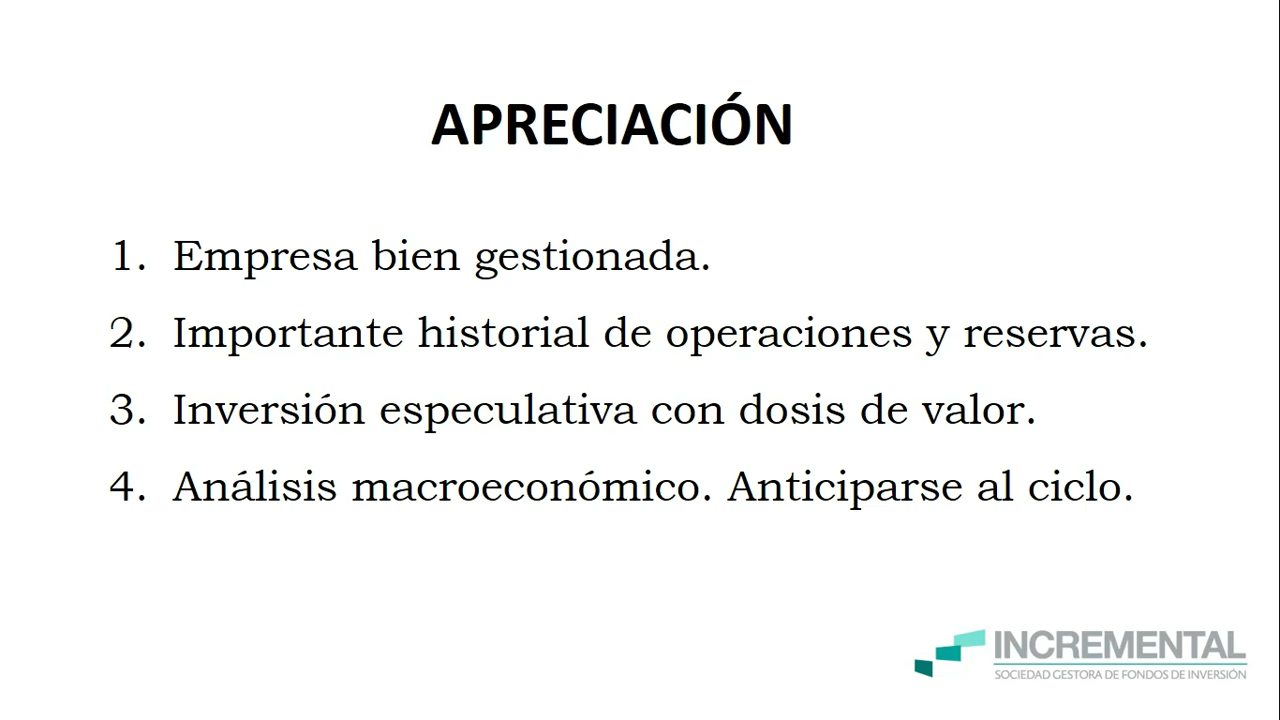 APRECIACIÓN
1. Empresa bien gestionada.
2. Importante historial de operaciones y reservas.
3. Inversión especulativa con dosis de valor.
4. Análisis macroeconómico. Anticiparse al ciclo.
INCREMENTAL
SOCIEDAD GESTORA DE FONDOS DE INVERSIÓN